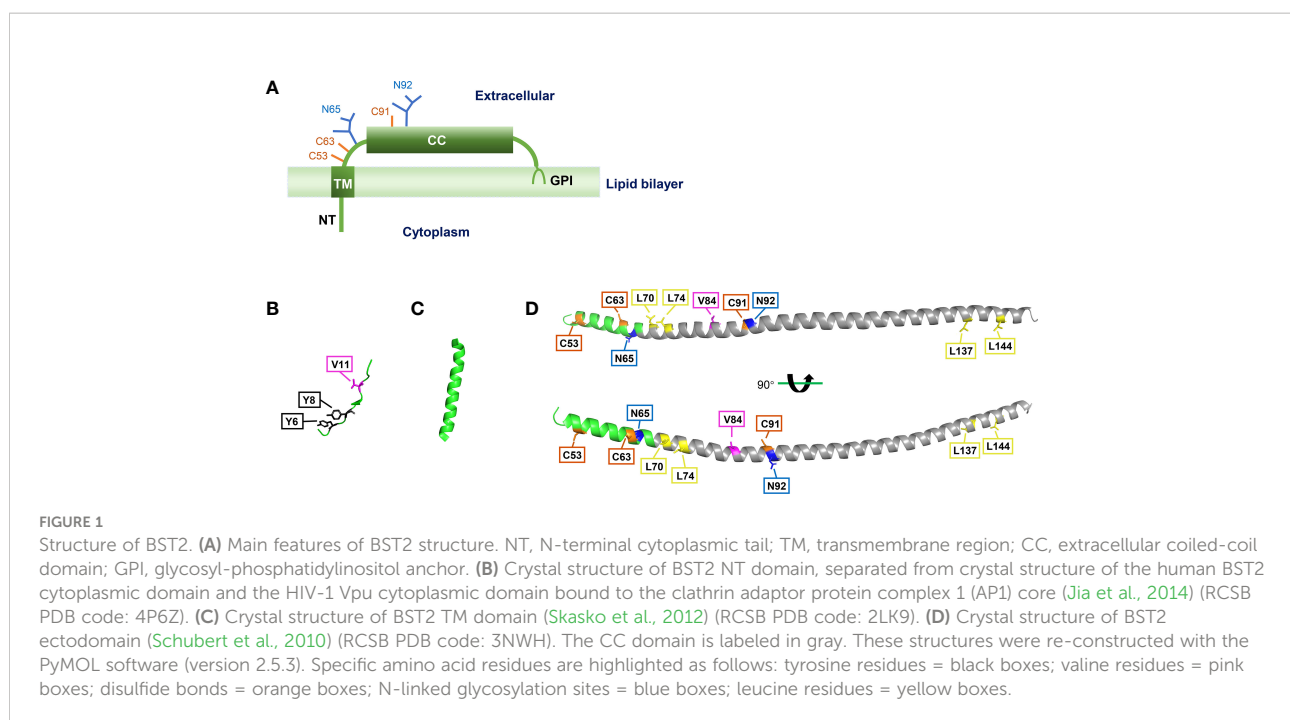 A
N92
Extracellular
N65
C91
C63
CC
C53
TM
GPI
Lipid bilayer
NT
Cytoplasm
B
C
D
V11
Y8
Y6
C63
L70
L74
V84
C91
N92
C53
N65
L137
L144
90°
N65
V84
C91
C53
C63
L70
L74
N92
L137
L144
FIGURE 1
Structure of BST2. (A) Main features of BST2 structure. NT, N-terminal cytoplasmic tail; TM, transmembrane region; CC, extracellular coiled-coil
domain; GPI, glycosyl-phosphatidylinositol anchor. (B) Crystal structure of BST2 NT domain, separated from crystal structure of the human BST2
cytoplasmic domain and the HIV-1 Vpu cytoplasmic domain bound to the clathrin adaptor protein complex 1 (AP1) core (Jia et al., 2014) (RCSB
PDB code: 4P6Z). (C) Crystal structure of BST2 TM domain (Skasko et al., 2012) (RCSB PDB code: 2LK9). (D) Crystal structure of BST2
ectodomain (Schubert et al., 2010) (RCSB PDB code: 3NWH). The CC domain is labeled in gray. These structures were re-constructed with the
PyMOL software (version 2.5.3). Specific amino acid residues are highlighted as follows: tyrosine residues = black boxes; valine residues = pink
boxes; disulfide bonds = orange boxes; N-linked glycosylation sites = blue boxes; leucine residues = yellow boxes.